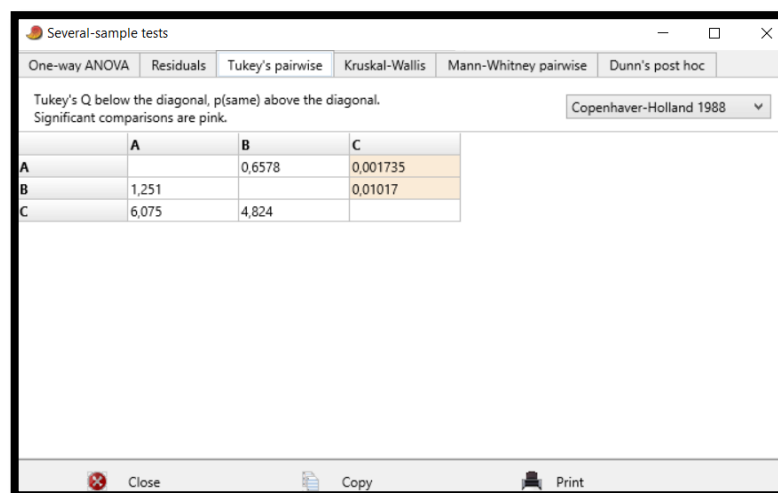 Several-sample tests
One-way ANOVA Residuals Tukey's pairwise Kruskal-Wallis Mann-Whitney pairwise Dunn's post hoc
Tukey's Q below the diagonal, p(same) above the diagonal.
Significant comparisons are pink.
Copenhaver-Holland 1988
A B C
A 0,6578 0,001735
B 1,251 0,01017
C 6,075 4,824
Close Copy Print